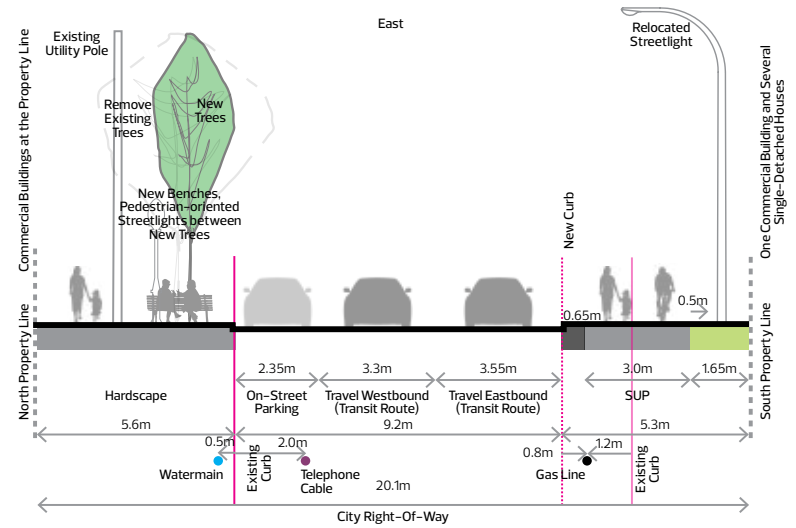 East
Existing
Utility Pole
Relocated
Streetlight
Commercial Buildings at the Property Line
One Commercial Building and Several
Single-Detached Houses
Remove
Existing
Trees
New
Trees
New Benches,
Pedestrian-oriented
Streetlights between
New Trees
New Curb
0.65m
0.5m
North Property Line
South Property Line
2.35m
3.3m
3.55m
3.0m
1.65m
Hardscape
On-Street
Parking
Travel Westbound
(Transit Route)
Travel Eastbound
(Transit Route)
SUP
5.6m
9.2m
5.3m
0.5m
2.0m
0.8m
1.2m
Existing
Curb
Existing
Curb
Watermain
Telephone
Cable
Gas Line
20.1m
City Right-Of-Way